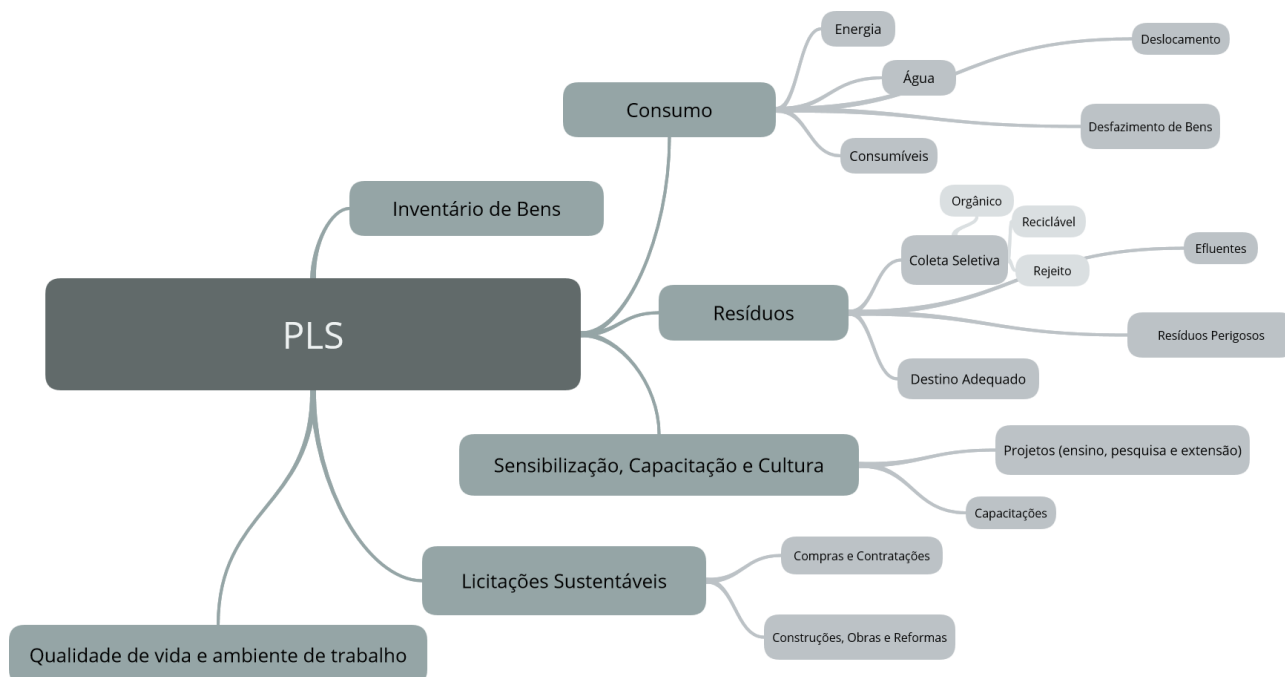 Energia
Deslocamento
Água
Consumo
Desfazimento de Bens
Consumíveis
Inventário de Bens
Orgânico
Reciclável
Coleta Seletiva
Efluentes
Rejeito
PLS
Resíduos
Resíduos Perigosos
Destino Adequado
Sensibilização, Capacitação e Cultura
Projetos (ensino, pesquisa e extensão)
Capacitações
Licitações Sustentáveis
Compras e Contratações
Construções, Obras e Reformas
Qualidade de vida e ambiente de trabalho